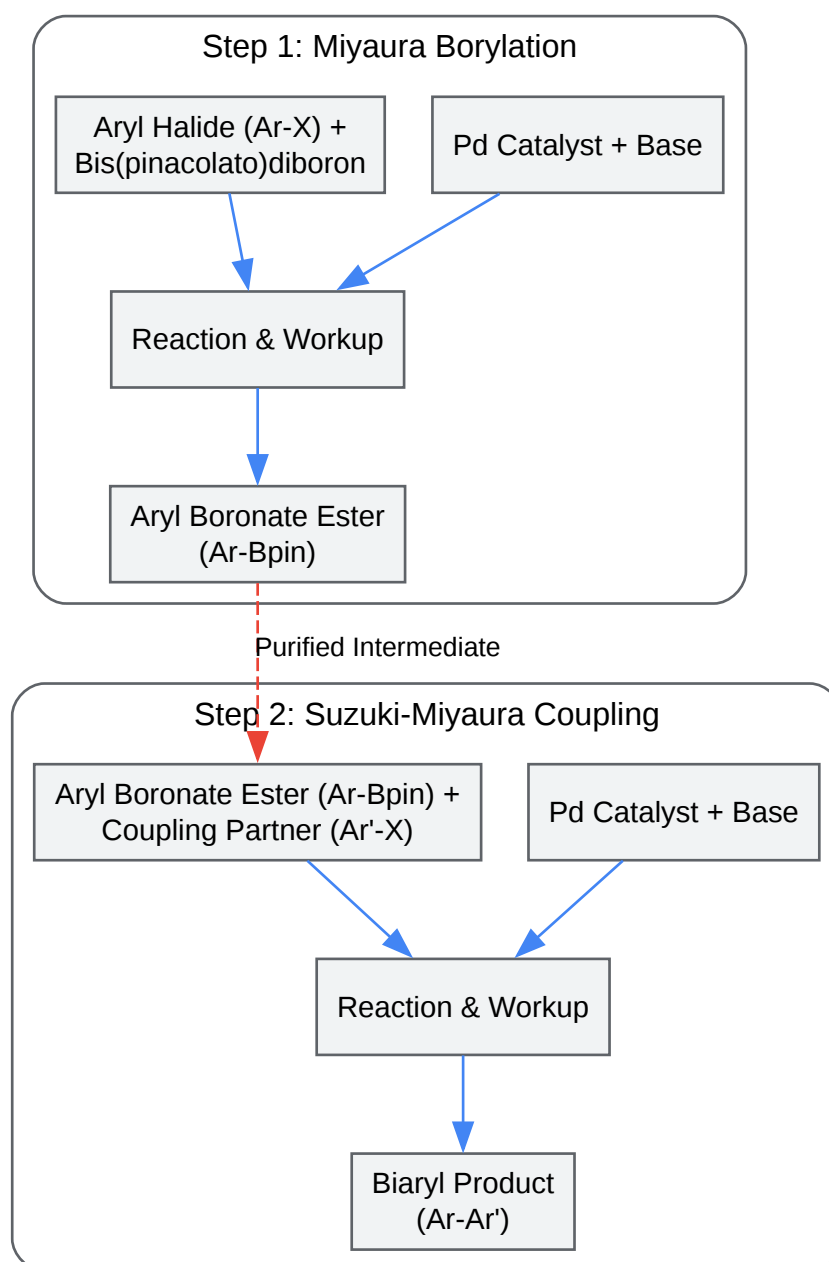 Step 1: Miyaura Borylation
Aryl Halide (Ar-X) +
Bis(pinacolato)diboron
Pd Catalyst + Base
Reaction & Workup
Aryl Boronate Ester
(Ar-Bpin)
Purified Intermediate
Step 2: Suzuki-Miyaura Coupling
Aryl Boronate Ester (Ar-Bpin) +
Coupling Partner (Ar'-X)
Pd Catalyst + Base
Reaction & Workup
Biaryl Product
(Ar-Ar')